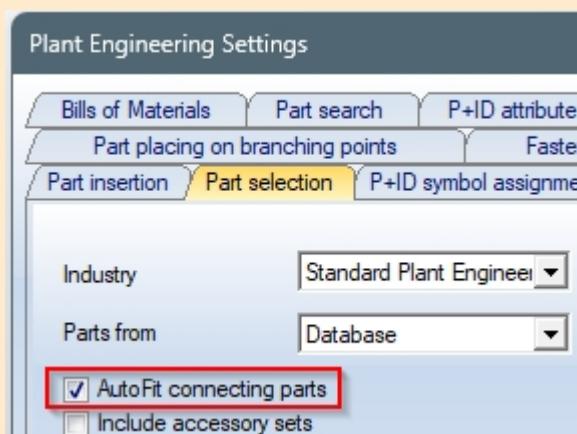 Plant Engineering Settings
Bills of Materials Part search P+ID attribute
Part placing on branching points Faste
Part insertion Part selection P+ID symbol assignme
Industry Standard Plant Engineer
Parts from Database
AutoFit connecting parts
Include accessory sets